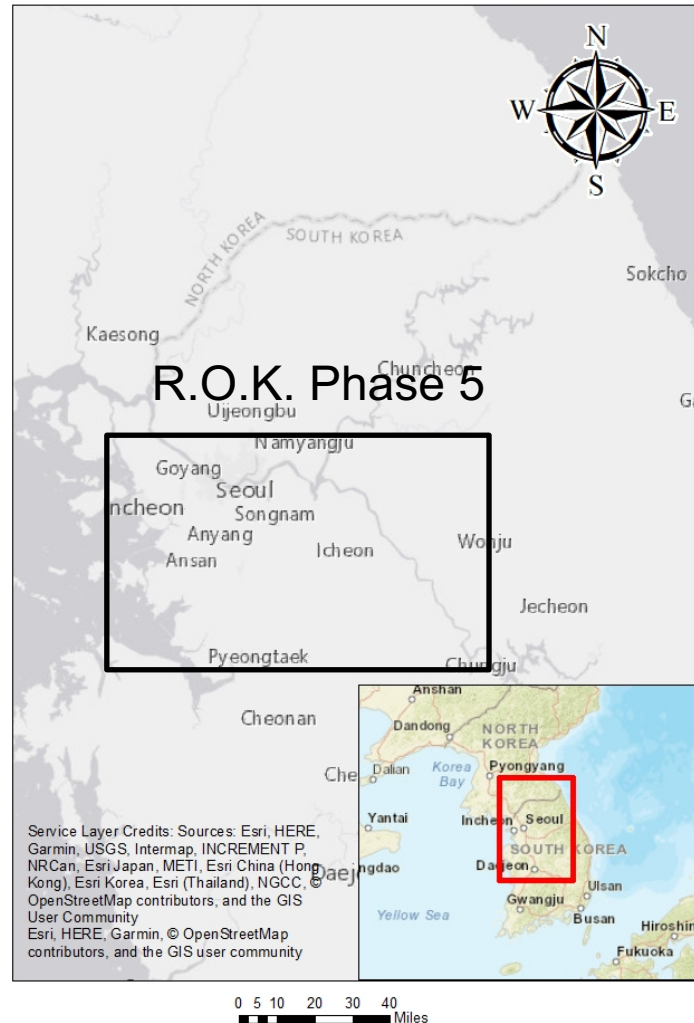 N
W E
S
NORTH KOREA
SOUTH KOREA
Sokcho
Kaesong
Chuncheon
R.O.K. Phase 5
Uijeongbu
Namyangju
Goyang
Seoul
ncheon
Songnam
Anyang
Ansan
Icheon
Wonju
Jecheon
Pyeongtaek
Chungju
Cheonan
Che
Daej
Service Layer Credits: Sources: Esri, HERE,
Garmin, USGS, Intermap, INCREMENT P,
NRCan, Esri Japan, METI, Esri China (Hong
Kong), Esri Korea, Esri (Thailand), NGCC, ©
OpenStreetMap contributors, and the GIS
User Community
Esri, HERE, Garmin, © OpenStreetMap
contributors, and the GIS user community
Anshan
Dandong
NORTH
KOREA
Dalian
Korea
Bay
Pyongyang
Yantai
Incheon
Seoul
SOUTH KOREA
ngdao
Daejeon
Gwangju
Ulsan
Busan
Yellow Sea
Hiroshin
Fukuoka
0 5 10 20 30 40
Miles